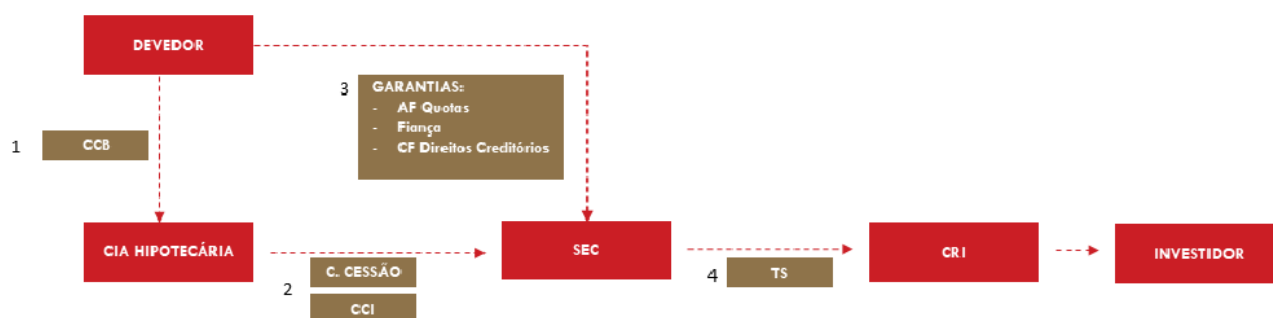 DEVEDOR
3
GARANTIAS:
- AF Quotas
- Fiança
- CF Direitos Creditórios
1
CCB
CIA HIPOTECÁRIA
SEC
CRI
INVESTIDOR
2
C. CESSÃO
CCI
4
TS